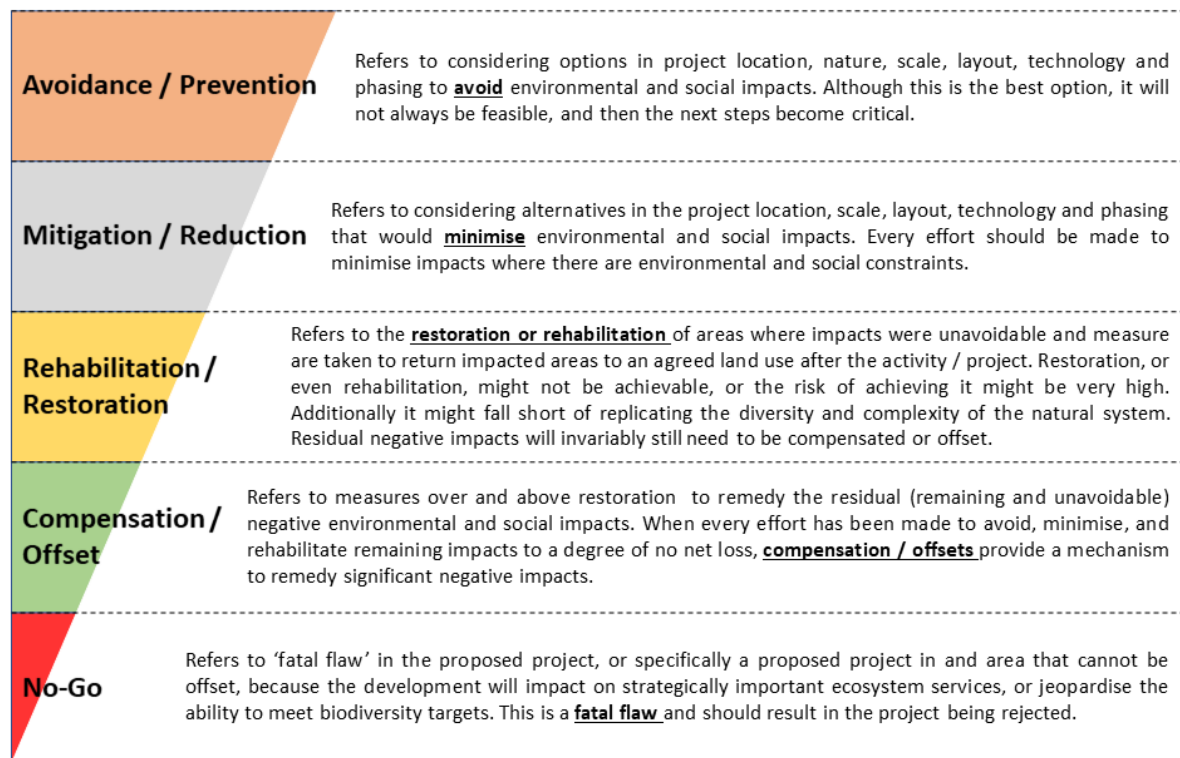 Avoidance / Prevention
Refers to considering options in project location, nature, scale, layout, technology and
phasing to avoid environmental and social impacts. Although this is the best option, it will
not always be feasible, and then the next steps become critical.
Mitigation / Reduction
Refers to considering alternatives in the project location, scale, layout, technology and phasing
that would minimise environmental and social impacts. Every effort should be made to
minimise impacts where there are environmental and social constraints.
Rehabilitation /
Restoration
Refers to the restoration or rehabilitation of areas where impacts were unavoidable and measure
are taken to return impacted areas to an agreed land use after the activity / project. Restoration, or
even rehabilitation, might not be achievable, or the risk of achieving it might be very high.
Additionally it might fall short of replicating the diversity and complexity of the natural system.
Residual negative impacts will invariably still need to be compensated or offset.
Compensation /
Offset
Refers to measures over and above restoration to remedy the residual (remaining and unavoidable)
negative environmental and social impacts. When every effort has been made to avoid, minimise, and
rehabilitate remaining impacts to a degree of no net loss, compensation / offsets provide a mechanism
to remedy significant negative impacts.
No-Go
Refers to ‘fatal flaw’ in the proposed project, or specifically a proposed project in and area that cannot be
offset, because the development will impact on strategically important ecosystem services, or jeopardise the
ability to meet biodiversity targets. This is a fatal flaw and should result in the project being rejected.